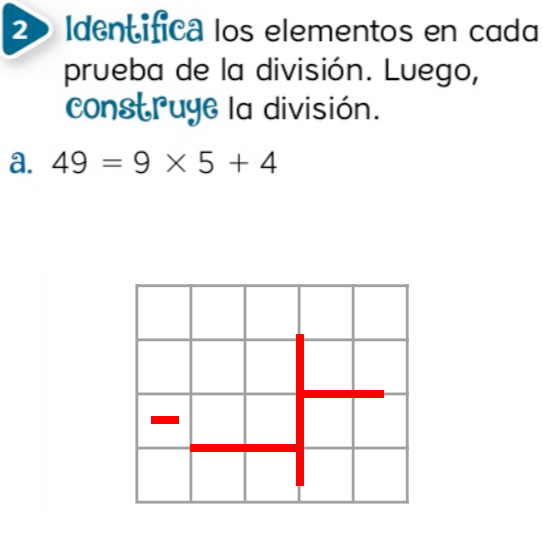 2 Identifica los elementos en cada
prueba de la división. Luego,
construye la división.
a. 49 = 9 × 5 + 4